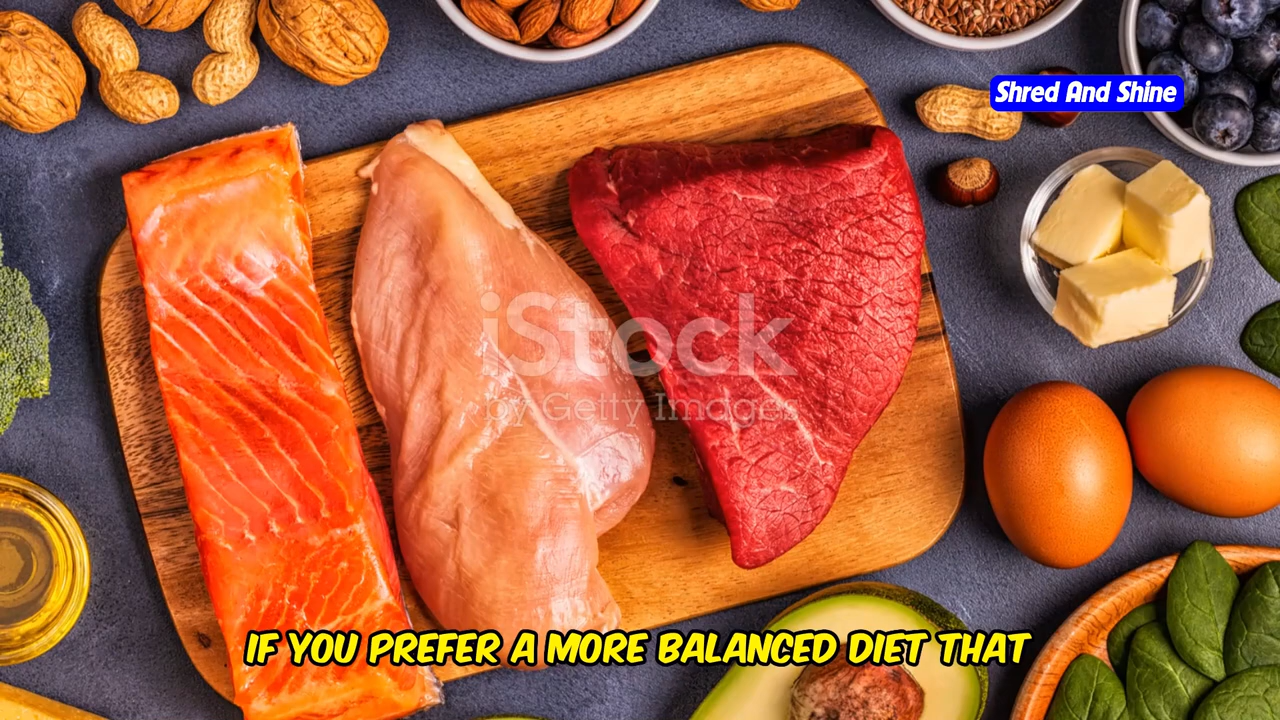 Shred And Shine
iStock
by Getty Images
IF YOU PREFER A MORE BALANCED DIET THAT